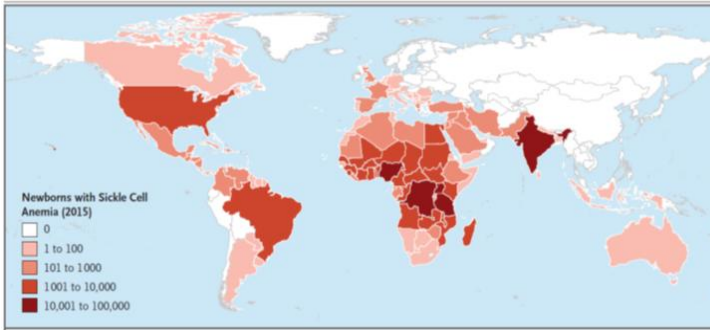 Newborns with Sickle Cell
Anemia (2015)
0
1 to 100
101 to 1000
1001 to 10,000
10,001 to 100,000